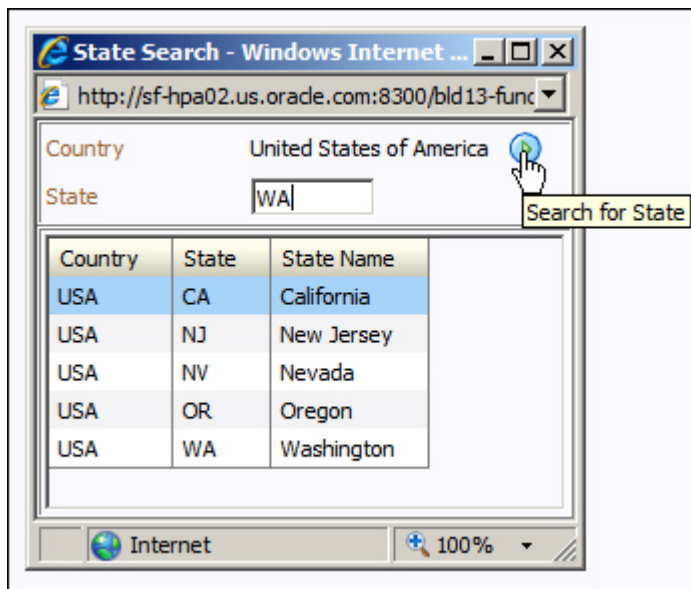 State Search - Windows Internet ...
http://sf-hpa02.us.oracle.com:8300/bld13-func
Country United States of America
State WA
Search for State
Country State State Name
USA CA California
USA NJ New Jersey
USA NV Nevada
USA OR Oregon
USA WA Washington
Internet 100%